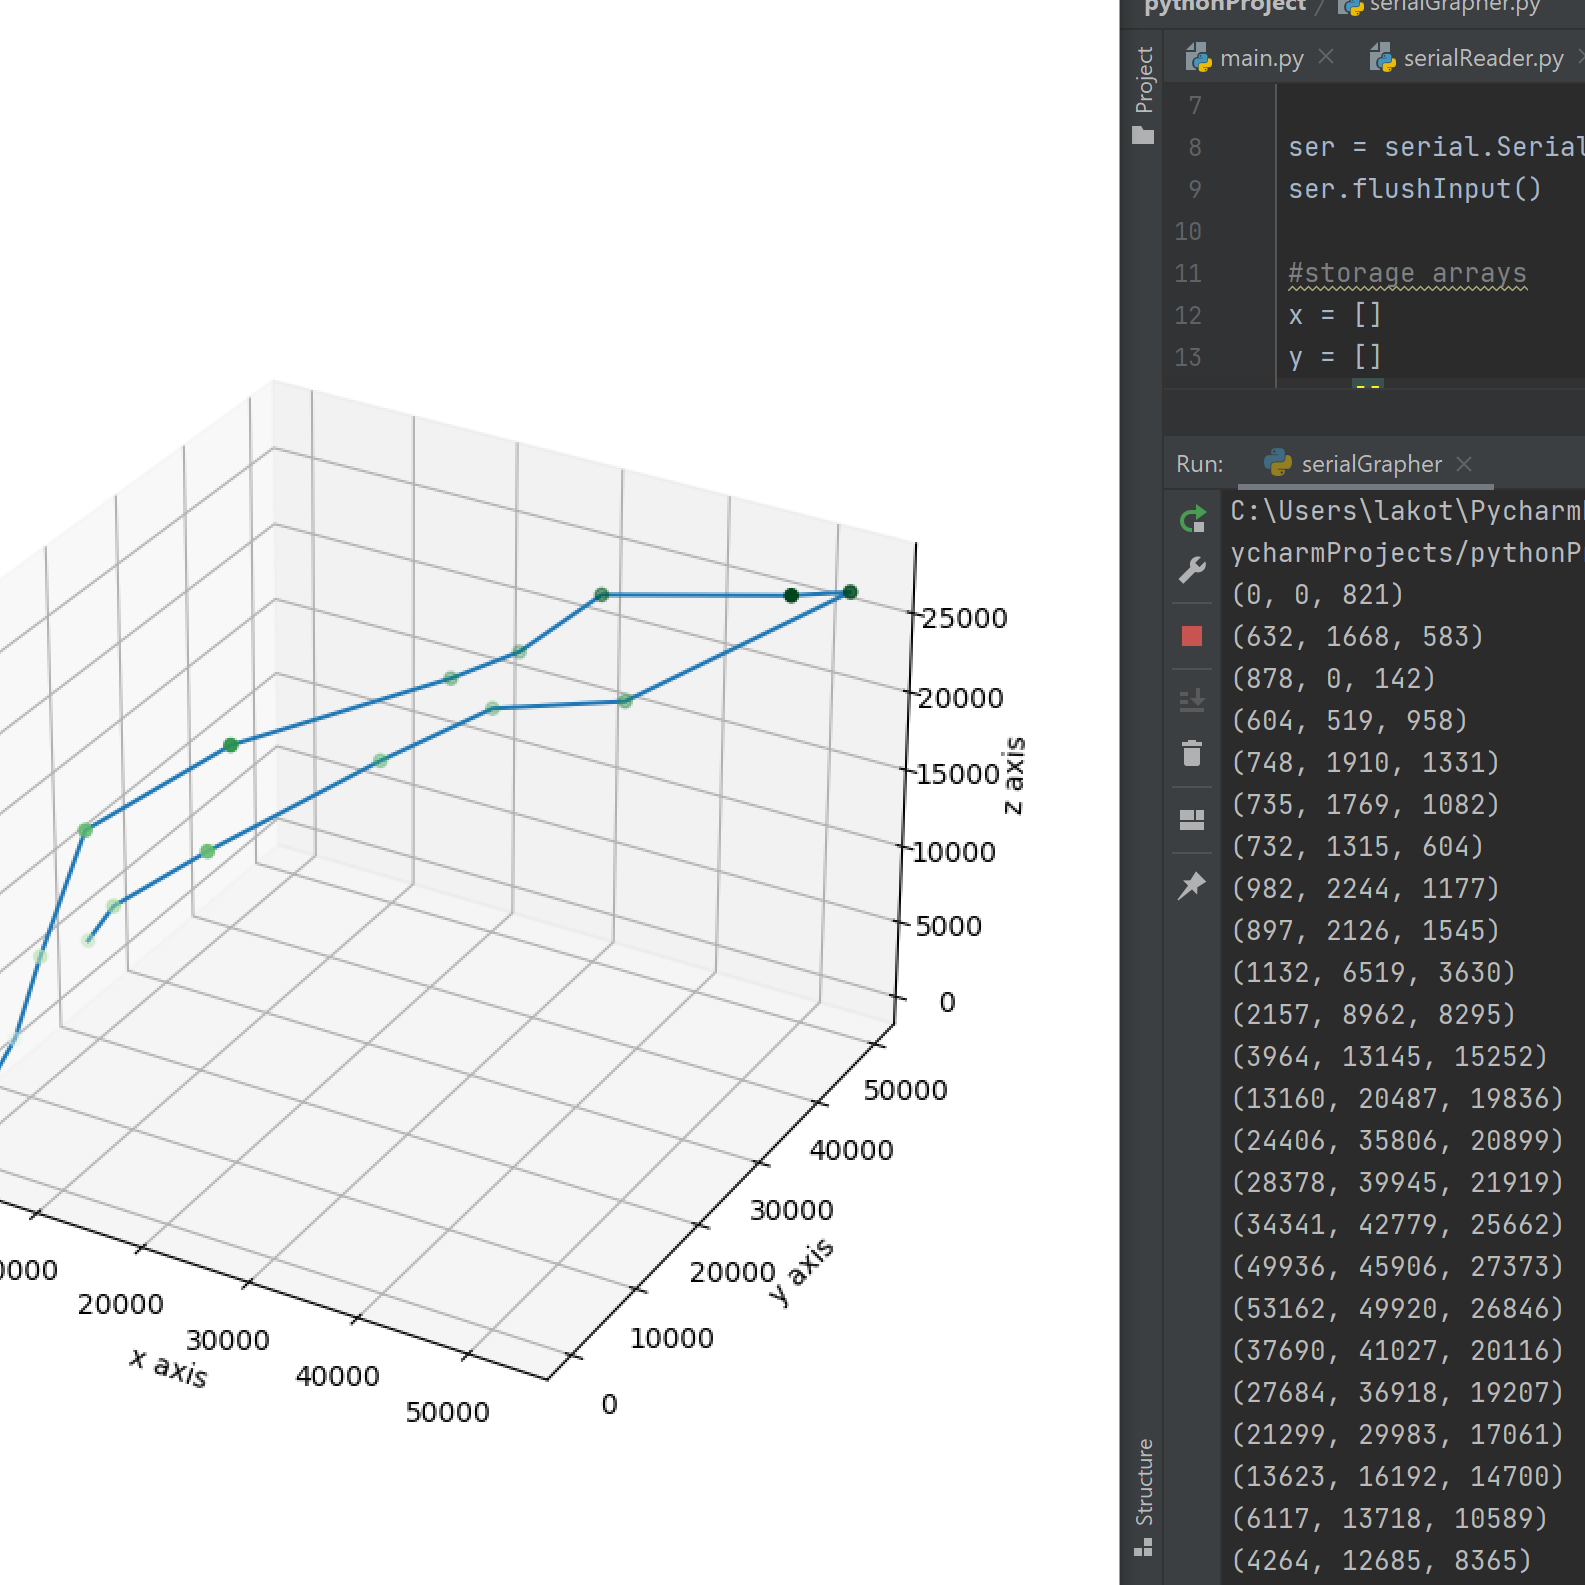 25000
20000
15000
10000
5000
0
z axis
50000
40000
30000
20000
10000
0
y axis
20000
30000
40000
50000
x axis
pythonProject / serialGrapher.py
Project
main.py
serialReader.py
7
8 ser = serial.Serial
9 ser.flushInput()
10
11 #storage arrays
12 x = []
13 y = []
Run: serialGrapher
C:\Users\lakot\Pycharm
ycharmProjects/pythonP
(0, 0, 821)
(632, 1668, 583)
(878, 0, 142)
(604, 519, 958)
(748, 1910, 1331)
(735, 1769, 1082)
(732, 1315, 604)
(982, 2244, 1177)
(897, 2126, 1545)
(1132, 6519, 3630)
(2157, 8962, 8295)
(3964, 13145, 15252)
(13160, 20487, 19836)
(24406, 35806, 20899)
(28378, 39945, 21919)
(34341, 42779, 25662)
(49936, 45906, 27373)
(53162, 49920, 26846)
(37690, 41027, 20116)
(27684, 36918, 19207)
(21299, 29983, 17061)
(13623, 16192, 14700)
(6117, 13718, 10589)
(4264, 12685, 8365)
Structure